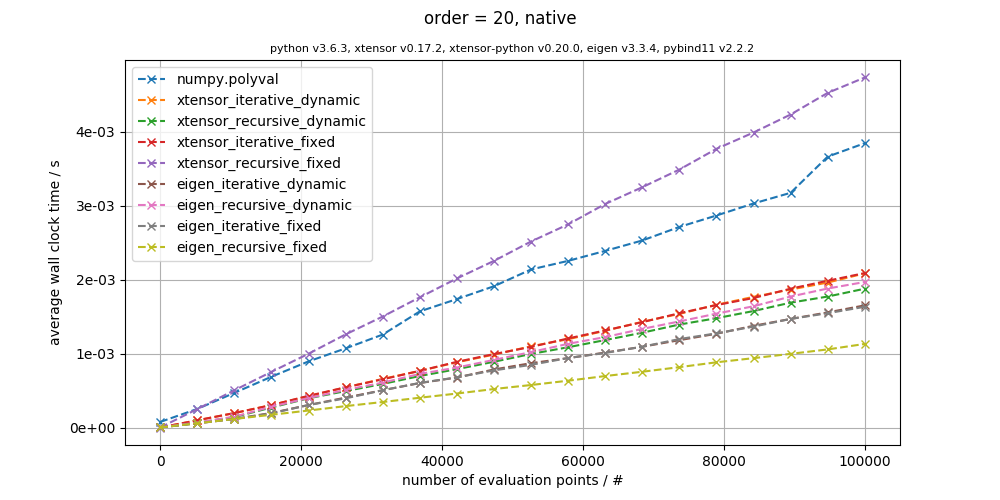 order = 20, native
python v3.6.3, xtensor v0.17.2, xtensor-python v0.20.0, eigen v3.3.4, pybind11 v2.2.2
numpy.polyval
xtensor_iterative_dynamic
xtensor_recursive_dynamic
xtensor_iterative_fixed
xtensor_recursive_fixed
eigen_iterative_dynamic
eigen_recursive_dynamic
eigen_iterative_fixed
eigen_recursive_fixed
average wall clock time / s
4e-03
3e-03
2e-03
1e-03
0e+00
0 20000 40000 60000 80000 100000
number of evaluation points / #